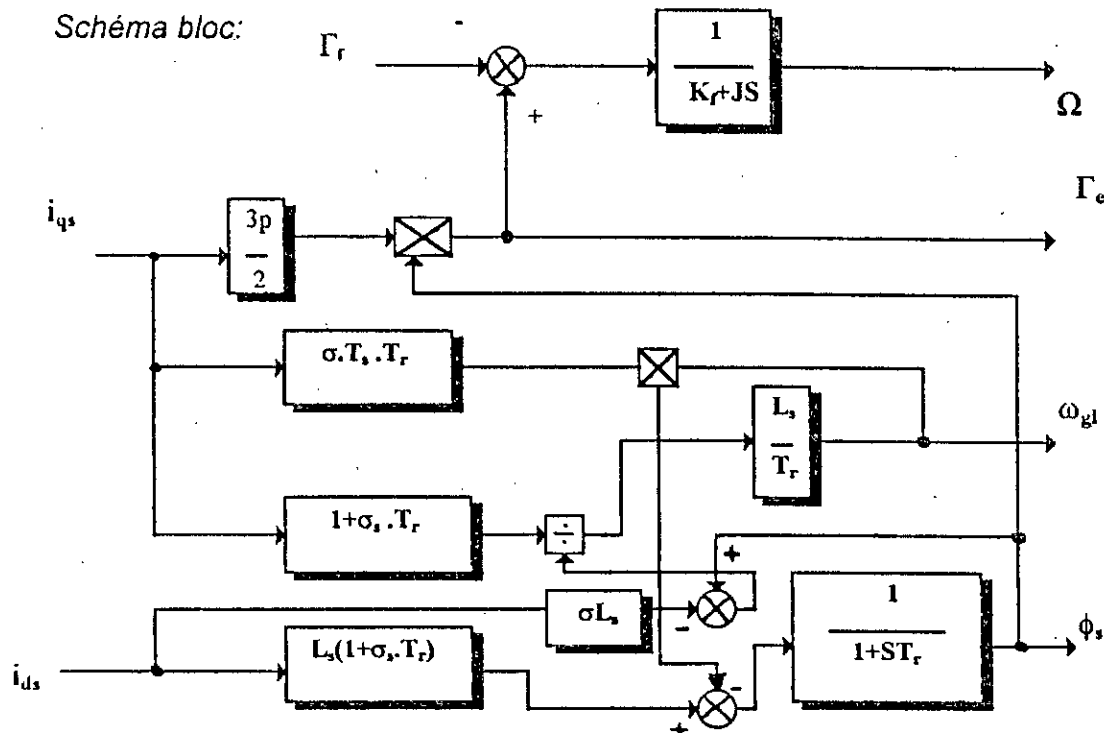 Schéma bloc:
Γr
-
+
1
Kf+JS
Ω
Γe
iqs
3p
2
σ.Ts.Tr
Ls
Tr
ωgl
1+σs.Tr
÷
+
-
σLs
ids
Ls(1+σs.Tr)
-
+
1
1+STr
ϕs